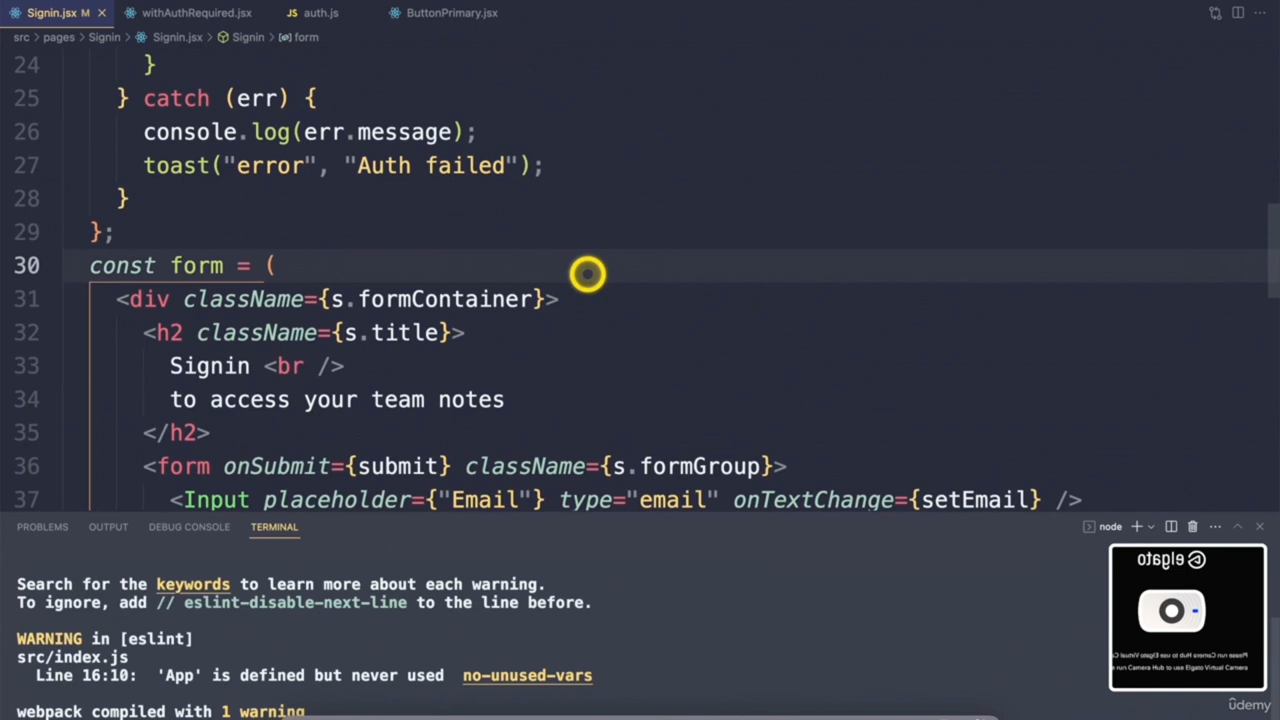 Signin.jsx M
withAuthRequired.jsx
JS auth.js
ButtonPrimary.jsx
src > pages > Signin > Signin.jsx > Signin > form
24 }
25 } catch (err) {
26 console.log(err.message);
27 toast("error", "Auth failed");
28 }
29 };
30 const form = (
31 <div className={s.formContainer}>
32 <h2 className={s.title}>
33 Signin <br />
34 to access your team notes
35 </h2>
36 <form onSubmit={submit} className={s.formGroup}>
37 <Input placeholder={"Email"} type="email" onTextChange={setEmail} />
PROBLEMS OUTPUT DEBUG CONSOLE TERMINAL
node
Search for the keywords to learn more about each warning.
To ignore, add // eslint-disable-next-line to the line before.
WARNING in [eslint]
src/index.js
Line 16:10: 'App' is defined but never used no-unused-vars
webpack compiled with 1 warning
elgato
ûdemy